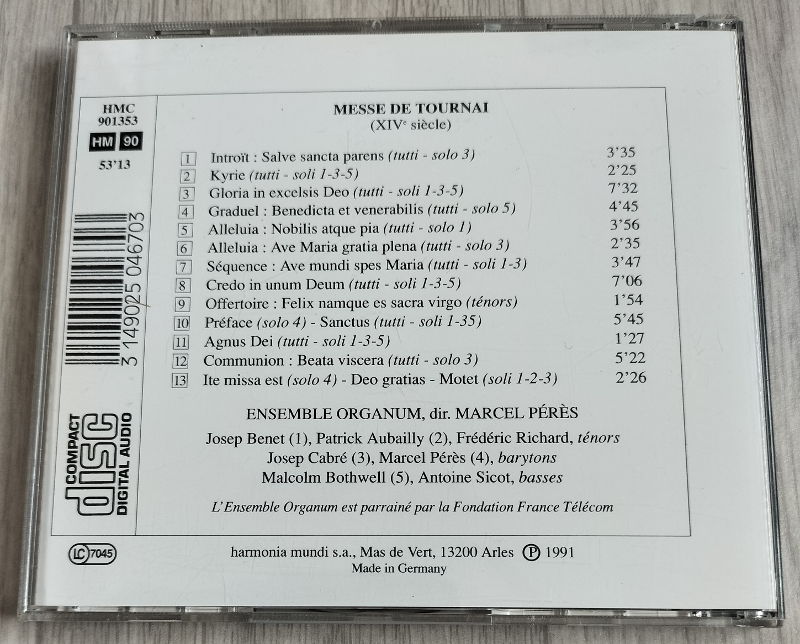 HMC
901353
HM 90
53'13
3 149025 046703
COMPACT
disc
DIGITAL AUDIO
MESSE DE TOURNAI
(XIVe siècle)
1 Introït : Salve sancta parens (tutti - solo 3) 3'35
2 Kyrie (tutti - soli 1-3-5) 2'25
3 Gloria in excelsis Deo (tutti - soli 1-3-5) 7'32
4 Graduel : Benedicta et venerabilis (tutti - solo 5) 4'45
5 Alleluia : Nobilis atque pia (tutti - solo 1) 3'56
6 Alleluia : Ave Maria gratia plena (tutti - solo 3) 2'35
7 Séquence : Ave mundi spes Maria (tutti - soli 1-3) 3'47
8 Credo in unum Deum (tutti - soli 1-3-5) 7'06
9 Offertoire : Felix namque es sacra virgo (ténors) 1'54
10 Préface (solo 4) - Sanctus (tutti - soli 1-35) 5'45
11 Agnus Dei (tutti - soli 1-3-5) 1'27
12 Communion : Beata viscera (tutti - solo 3) 5'22
13 Ite missa est (solo 4) - Deo gratias - Motet (soli 1-2-3) 2'26
ENSEMBLE ORGANUM, dir. MARCEL PÉRÈS
Josep Benet (1), Patrick Aubailly (2), Frédéric Richard, ténors
Josep Cabré (3), Marcel Pérès (4), barytons
Malcolm Bothwell (5), Antoine Sicot, basses
L'Ensemble Organum est parrainé par la Fondation France Télécom
LC 7045
harmonia mundi s.a., Mas de Vert, 13200 Arles ℗ 1991
Made in Germany